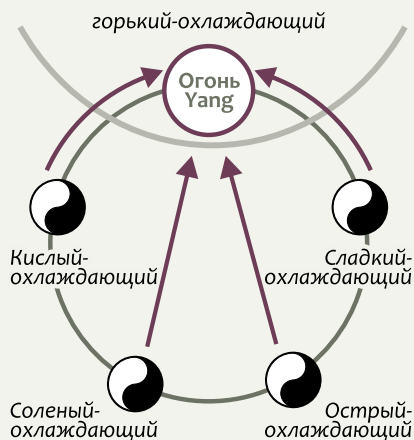 горький-охлаждающий
Огонь
Yang
Кислый-
охлаждающий
Сладкий-
охлаждающий
Соленый-
охлаждающий
Острый-
охлаждающий